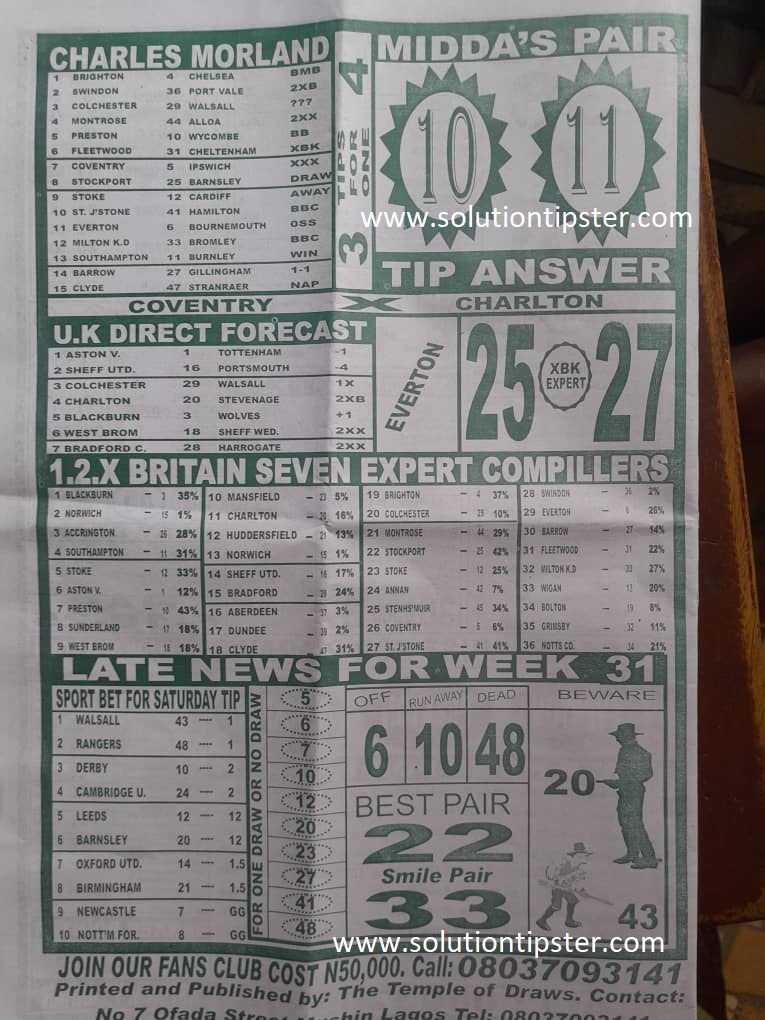 CHARLES MORLAND
1 BRIGHTON 4 CHELSEA BMB
2 SWINDON 36 PORT VALE 2XB
3 COLCHESTER 29 WALSALL ???
4 MONTROSE 44 ALLOA 2XX
5 PRESTON 10 WYCOMBE BB
6 FLEETWOOD 31 CHELTENHAM XBK
7 COVENTRY 5 IPSWICH XXX
8 STOCKPORT 25 BARNSLEY DRAW
9 STOKE 12 CARDIFF AWAY
10 ST. J'STONE 41 HAMILTON BBC
11 EVERTON 6 BOURNEMOUTH OSS
12 MILTON K.D 33 BROMLEY BBC
13 SOUTHAMPTON 11 BURNLEY WIN
14 BARROW 27 GILLINGHAM 1-1
15 CLYDE 47 STRANRAER NAP
3 TIPS FOR ONE 4
MIDDA'S PAIR
10 11
www.solutiontipster.com
TIP ANSWER
COVENTRY X CHARLTON
U.K DIRECT FORECAST
1 ASTON V. 1 TOTTENHAM -1
2 SHEFF UTD. 16 PORTSMOUTH -4
3 COLCHESTER 29 WALSALL 1X
4 CHARLTON 20 STEVENAGE 2XB
5 BLACKBURN 3 WOLVES +1
6 WEST BROM 18 SHEFF WED. 2XX
7 BRADFORD C. 28 HARROGATE 2XX
EVERTON
25 XBK EXPERT 27
1.2.X BRITAIN SEVEN EXPERT COMPILLERS
1 BLACKBURN - 3 35%
2 NORWICH - 15 1%
3 ACCRINGTON - 26 28%
4 SOUTHAMPTON - 11 31%
5 STOKE - 12 33%
6 ASTON V. - 1 12%
7 PRESTON - 10 43%
8 SUNDERLAND - 17 18%
9 WEST BROM - 18 18%
10 MANSFIELD - 23 5%
11 CHARLTON - 20 16%
12 HUDDERSFIELD - 21 13%
13 NORWICH - 15 1%
14 SHEFF UTD. - 16 17%
15 BRADFORD - 28 24%
16 ABERDEEN - 37 3%
17 DUNDEE - 39 2%
18 CLYDE - 47 31%
19 BRIGHTON - 4 37%
20 COLCHESTER - 29 10%
21 MONTROSE - 44 29%
22 STOCKPORT - 25 42%
23 STOKE - 12 25%
24 ANNAN - 42 7%
25 STENHS'MUIR - 45 34%
26 COVENTRY - 5 6%
27 ST. J'STONE - 41 41%
28 SWINDON - 36 2%
29 EVERTON - 6 26%
30 BARROW - 27 14%
31 FLEETWOOD - 31 22%
32 MILTON K.D - 33 27%
33 WIGAN - 13 20%
34 BOLTON - 19 8%
35 GRIMSBY - 32 11%
36 NOTTS CO. - 34 21%
LATE NEWS FOR WEEK 31
SPORT BET FOR SATURDAY TIP
1 WALSALL 43 ---- 1
2 RANGERS 48 ---- 1
3 DERBY 10 ---- 2
4 CAMBRIDGE U. 24 ---- 2
5 LEEDS 12 ---- 12
6 BARNSLEY 20 ---- 12
7 OXFORD UTD. 14 ---- 1.5
8 BIRMINGHAM 21 ---- 1.5
9 NEWCASTLE 7 ---- GG
10 NOTT'M FOR. 8 ---- GG
FOR ONE DRAW OR NO DRAW
5
6
7
10
12
20
23
27
41
48
OFF RUN AWAY DEAD
6 10 48
BEST PAIR
22
Smile Pair
33
BEWARE
20
43
www.solutiontipster.com
JOIN OUR FANS CLUB COST N50,000. Call: 08037093141
Printed and Published by: The Temple of Draws. Contact:
No 7 Ofada Street Mushin Lagos Tel: 08037093141